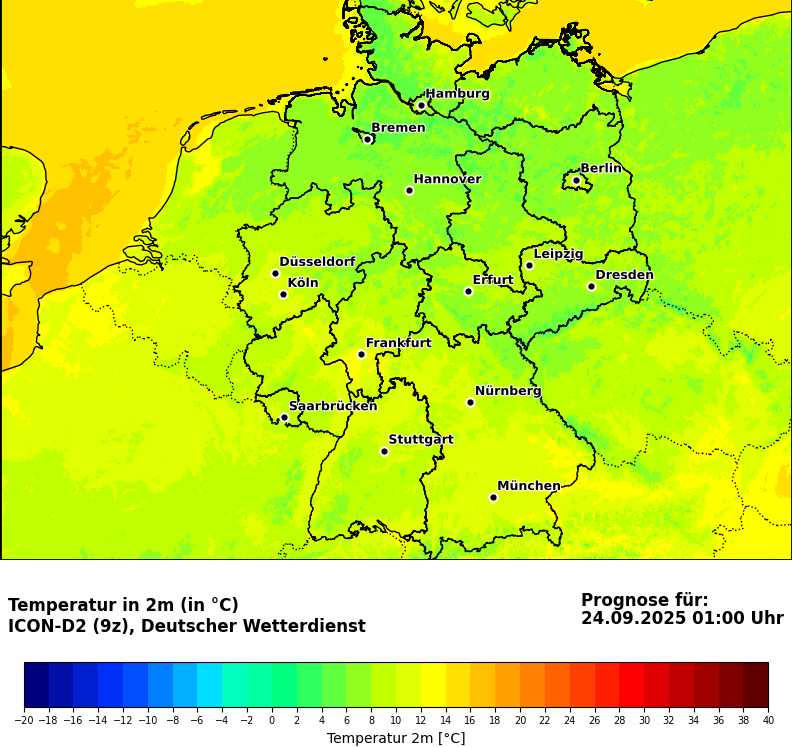 Hamburg
Bremen
Berlin
Hannover
Leipzig
Düsseldorf
Dresden
Köln
Erfurt
Frankfurt
Nürnberg
Saarbrücken
Stuttgart
München
Temperatur in 2m (in °C)
ICON-D2 (9z), Deutscher Wetterdienst
Prognose für:
24.09.2025 01:00 Uhr
−20 −18 −16 −14 −12 −10 −8 −6 −4 −2 0 2 4 6 8 10 12 14 16 18 20 22 24 26 28 30 32 34 36 38 40
Temperatur 2m [°C]